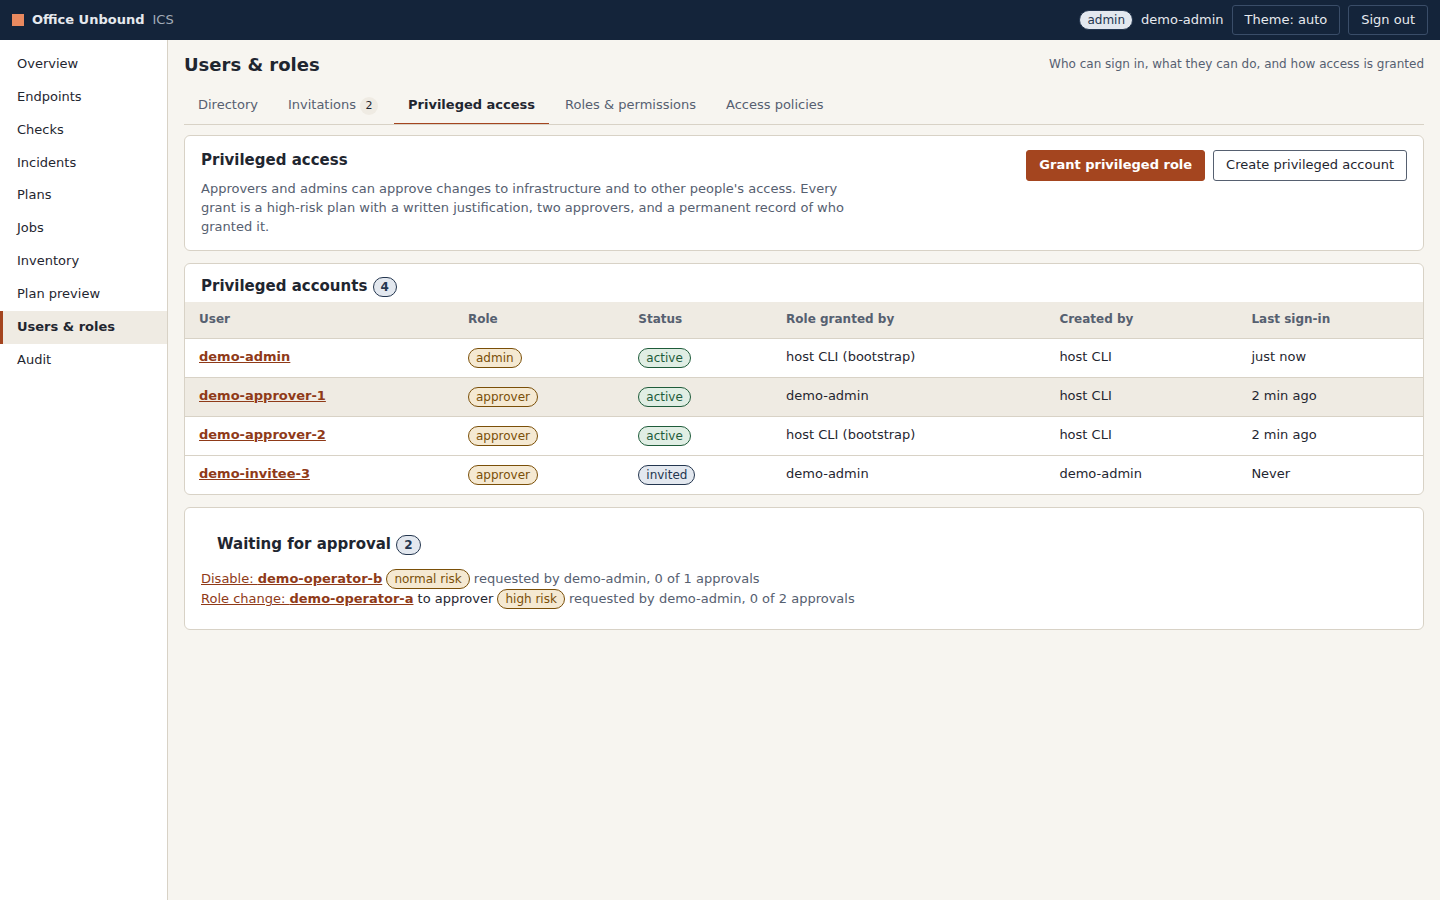 Office Unbound ICS
admin demo-admin Theme: auto Sign out
Overview
Endpoints
Checks
Incidents
Plans
Jobs
Inventory
Plan preview
Users & roles
Audit
Users & roles
Who can sign in, what they can do, and how access is granted
Directory Invitations 2 Privileged access Roles & permissions Access policies
Privileged access
Grant privileged role Create privileged account
Approvers and admins can approve changes to infrastructure and to other people's access. Every
grant is a high-risk plan with a written justification, two approvers, and a permanent record of who
granted it.
Privileged accounts 4
User Role Status Role granted by Created by Last sign-in
demo-admin admin active host CLI (bootstrap) host CLI just now
demo-approver-1 approver active demo-admin host CLI 2 min ago
demo-approver-2 approver active host CLI (bootstrap) host CLI 2 min ago
demo-invitee-3 approver invited demo-admin demo-admin Never
Waiting for approval 2
Disable: demo-operator-b normal risk requested by demo-admin, 0 of 1 approvals
Role change: demo-operator-a to approver high risk requested by demo-admin, 0 of 2 approvals